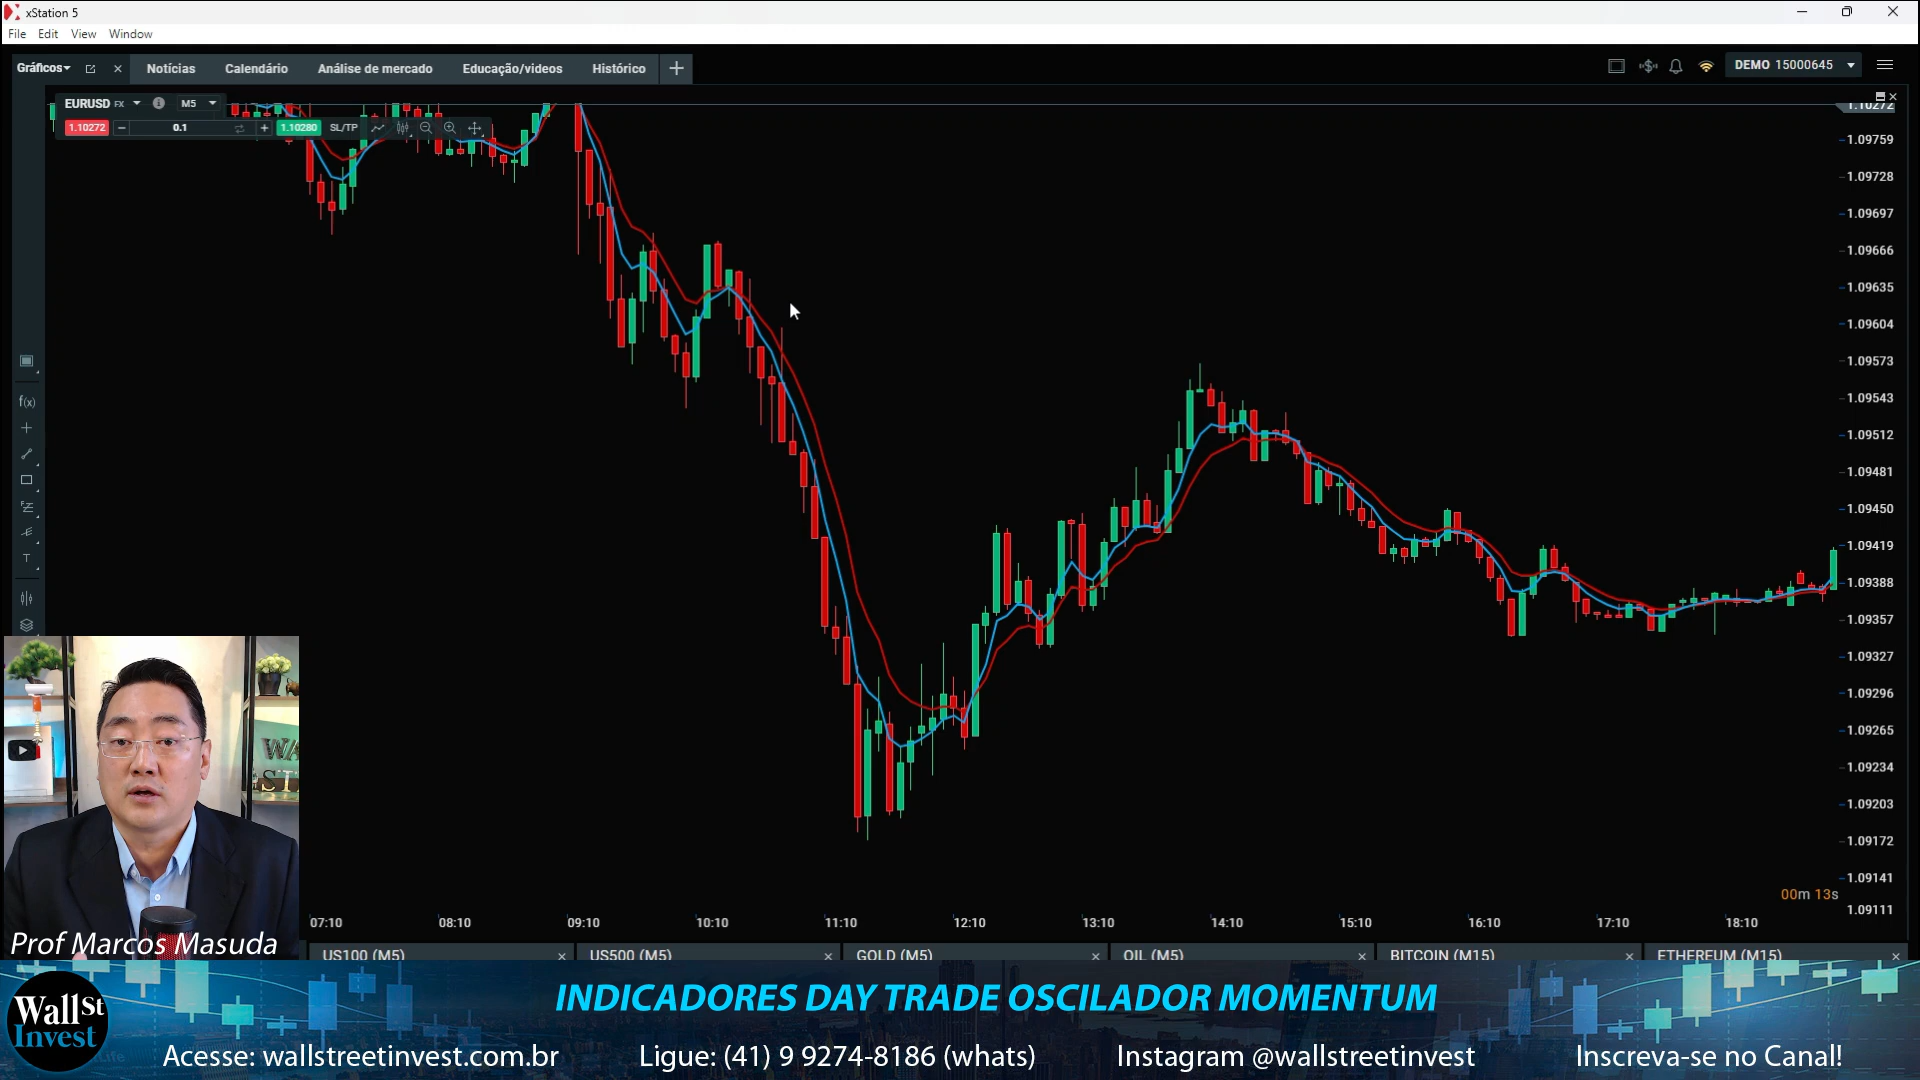 xStation 5
File Edit View Window
Gráficos Notícias Calendário Análise de mercado Educação/videos Histórico
DEMO 15000645
EURUSD FX M5
1.10272 0.1 1.10280 SL/TP
1.10272
1.09759
1.09728
1.09697
1.09666
1.09635
1.09604
1.09573
1.09543
1.09512
1.09481
1.09450
1.09419
1.09388
1.09357
1.09327
1.09296
1.09265
1.09234
1.09203
1.09172
1.09141
1.09111
f(x)
T
00m 13s
07:10 08:10 09:10 10:10 11:10 12:10 13:10 14:10 15:10 16:10 17:10 18:10
US100 (M5) US500 (M5) GOLD (M5) OIL (M5) BITCOIN (M15) ETHEREUM (M15)
Prof Marcos Masuda
INDICADORES DAY TRADE OSCILADOR MOMENTUM
WallSt
Invest
Acesse: wallstreetinvest.com.br Ligue: (41) 9 9274-8186 (whats) Instagram @wallstreetinvest Inscreva-se no Canal!